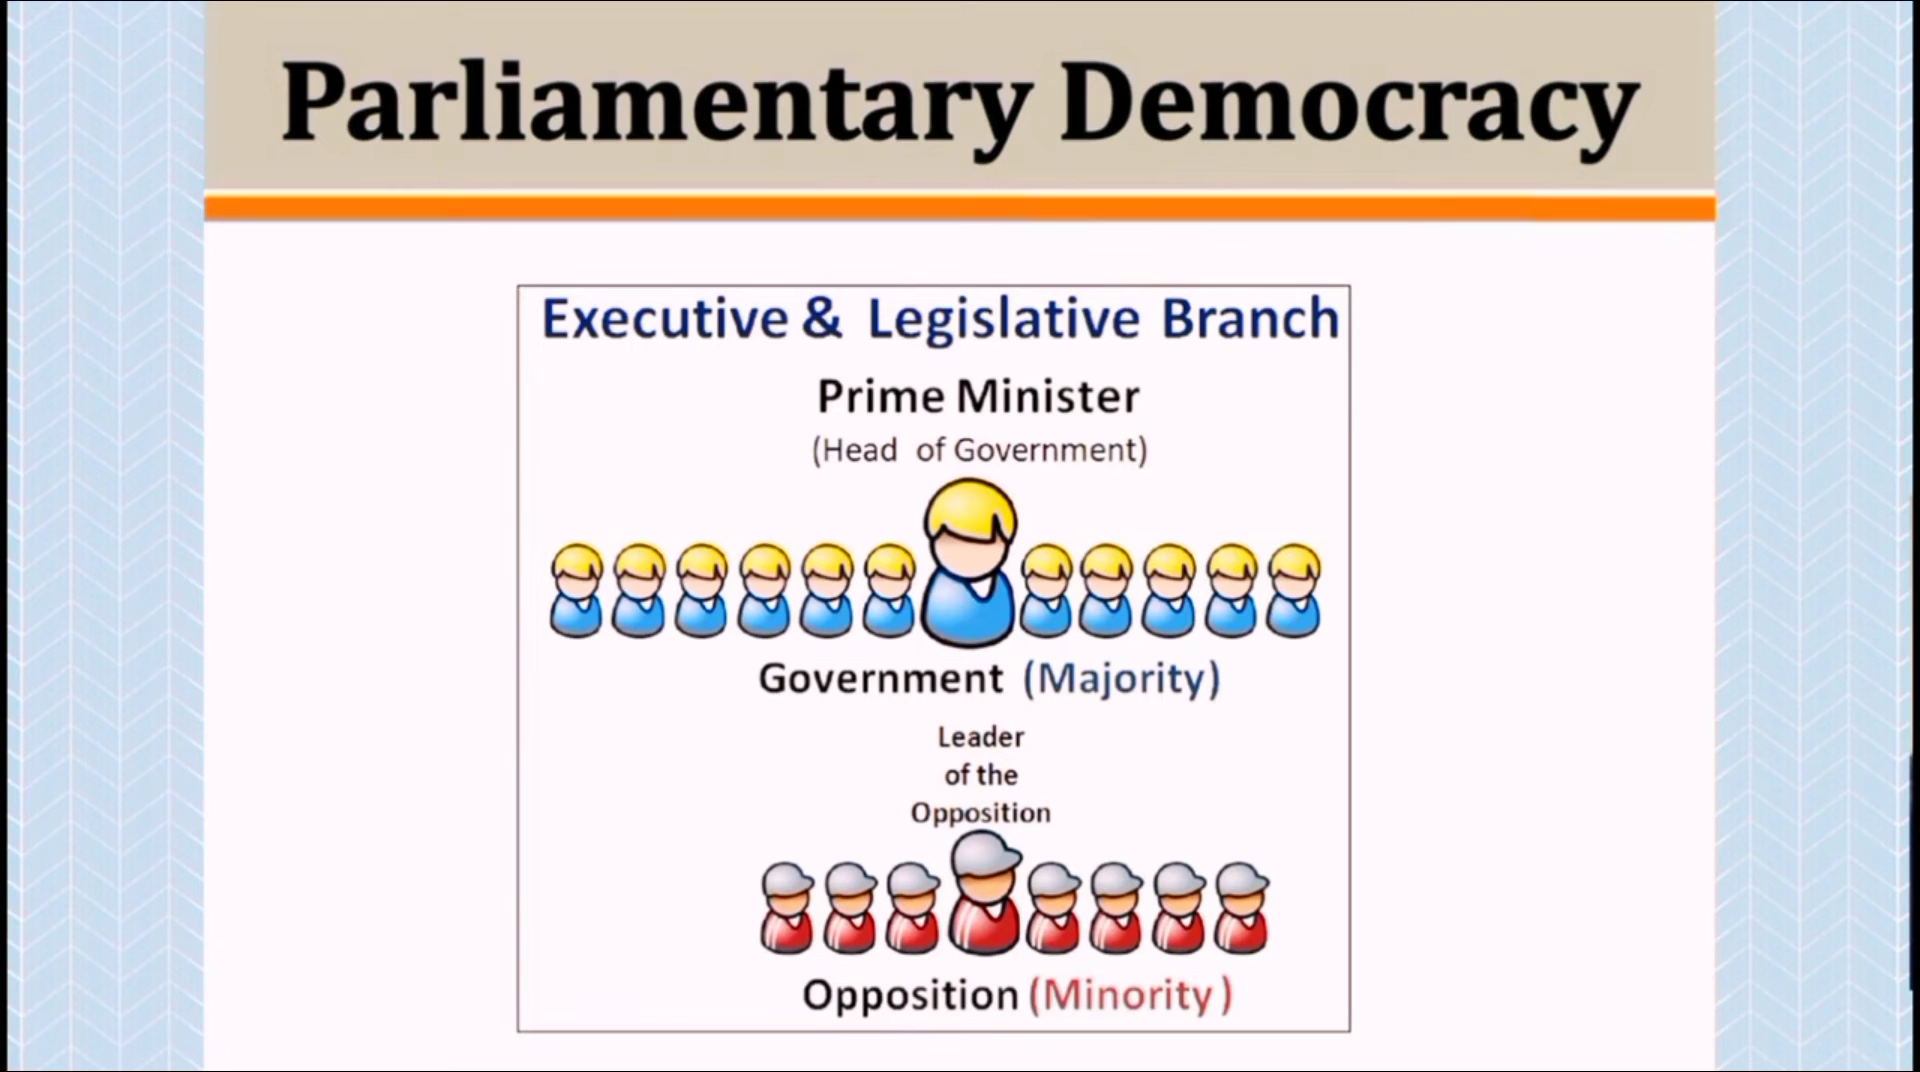 Parliamentary Democracy
Executive & Legislative Branch
Prime Minister
(Head of Government)
Government (Majority)
Leader
of the
Opposition
Opposition (Minority)